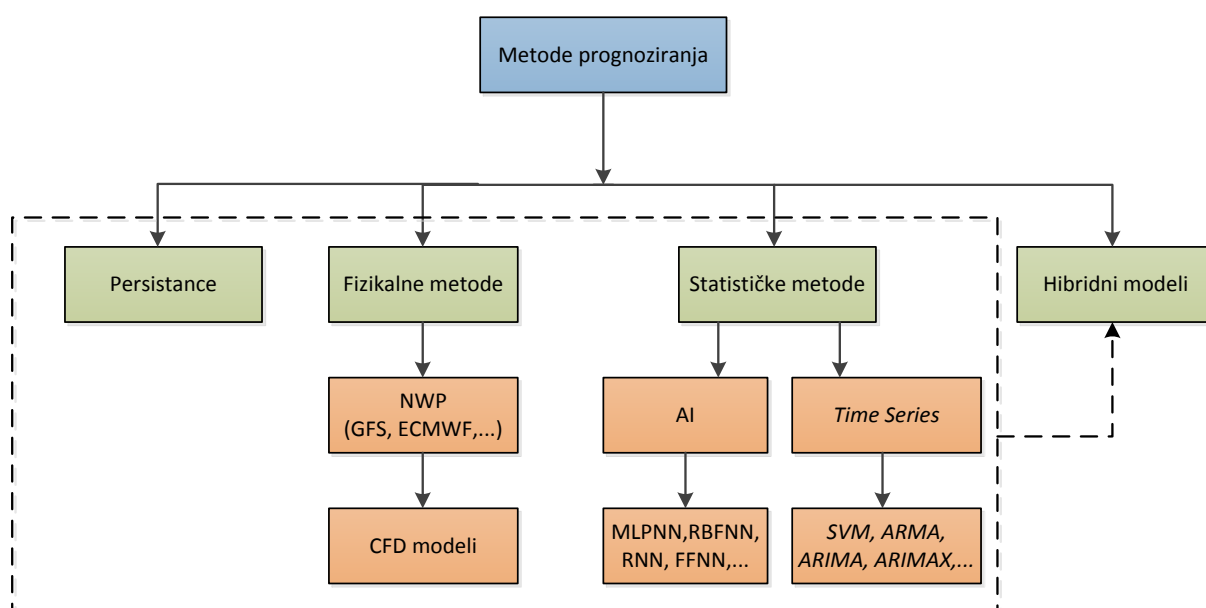 Metode prognoziranja
Persistance
Fizikalne metode
Statističke metode
Hibridni modeli
NWP
(GFS, ECMWF,...)
AI
Time Series
CFD modeli
MLPNN,RBFNN,
RNN, FFNN,...
SVM, ARMA,
ARIMA, ARIMAX,...